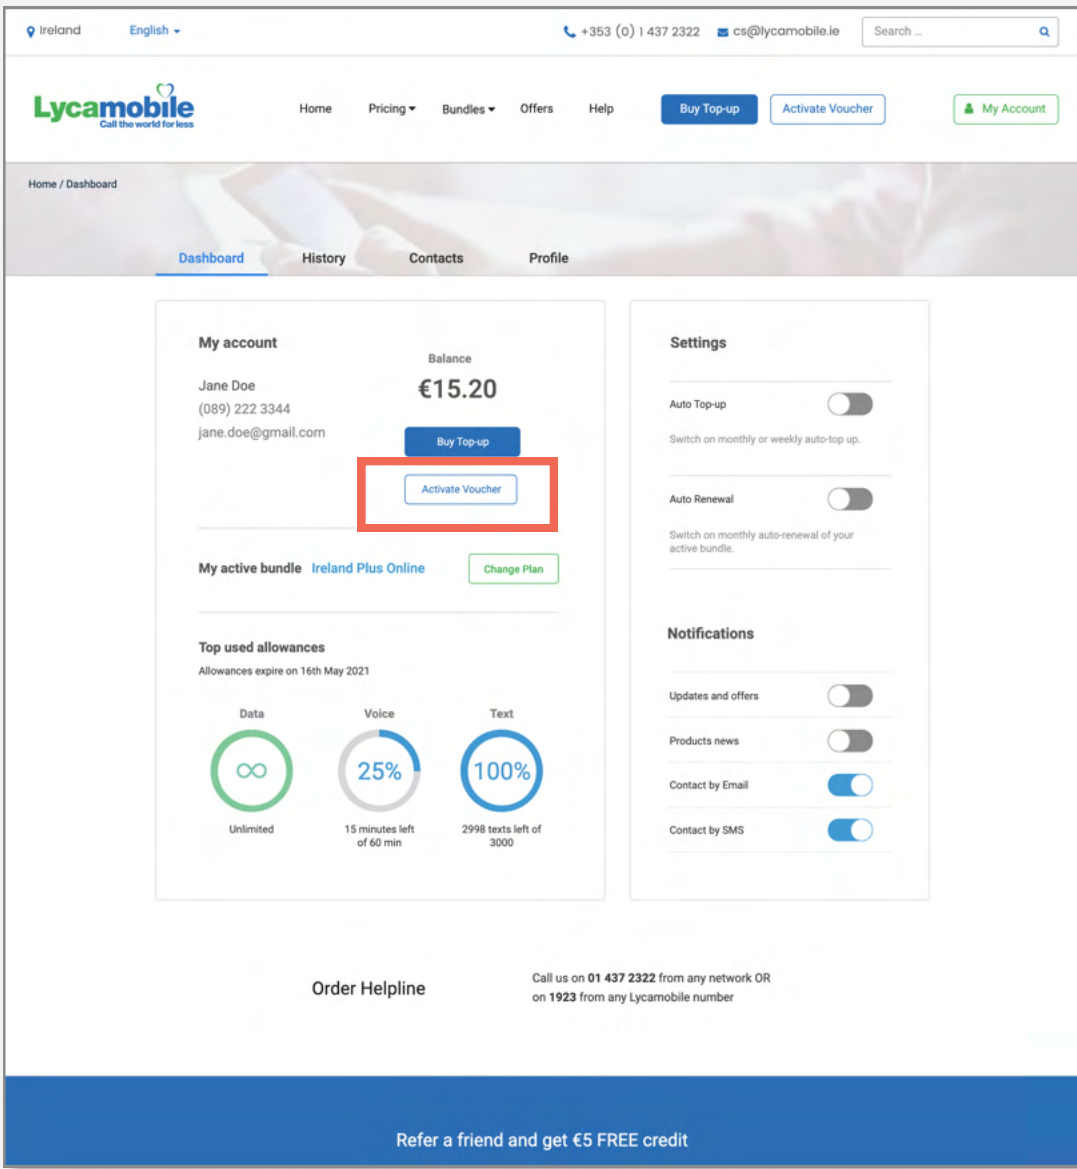 Ireland English +353 (0) 1 437 2322 cs@lycamobile.ie Search ...
Lycamobile
Call the world for less
Home Pricing Bundles Offers Help Buy Top-up Activate Voucher My Account
Home / Dashboard
Dashboard History Contacts Profile
My account
Balance
Jane Doe
€15.20
(089) 222 3344
jane.doe@gmail.com
Buy Top-up
Activate Voucher
My active bundle Ireland Plus Online Change Plan
Top used allowances
Allowances expire on 16th May 2021
Data Voice Text
∞ 25% 100%
Unlimited 15 minutes left 2998 texts left of
of 60 min 3000
Settings
Auto Top-up
Switch on monthly or weekly auto-top up.
Auto Renewal
Switch on monthly auto-renewal of your
active bundle.
Notifications
Updates and offers
Products news
Contact by Email
Contact by SMS
Order Helpline
Call us on 01 437 2322 from any network OR
on 1923 from any Lycamobile number
Refer a friend and get €5 FREE credit